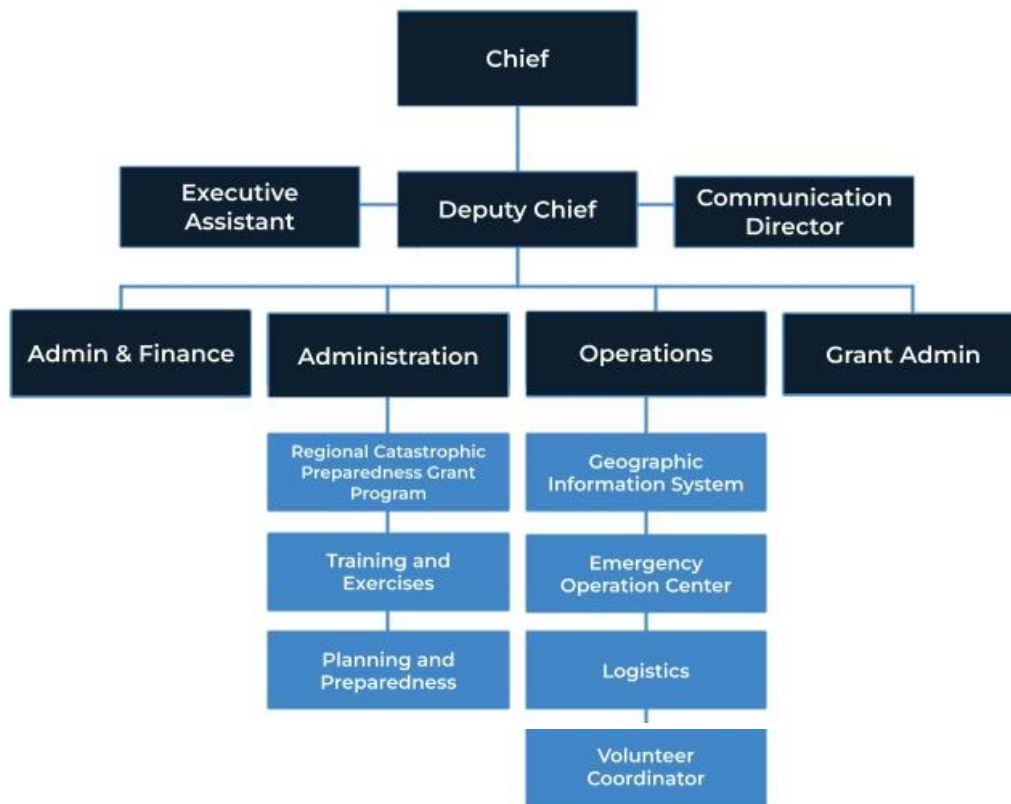 Chief
Executive
Assistant
Deputy Chief
Communication
Director
Admin & Finance
Administration
Operations
Grant Admin
Regional Catastrophic
Preparedness Grant
Program
Training and
Exercises
Planning and
Preparedness
Geographic
Information System
Emergency
Operation Center
Logistics
Volunteer
Coordinator